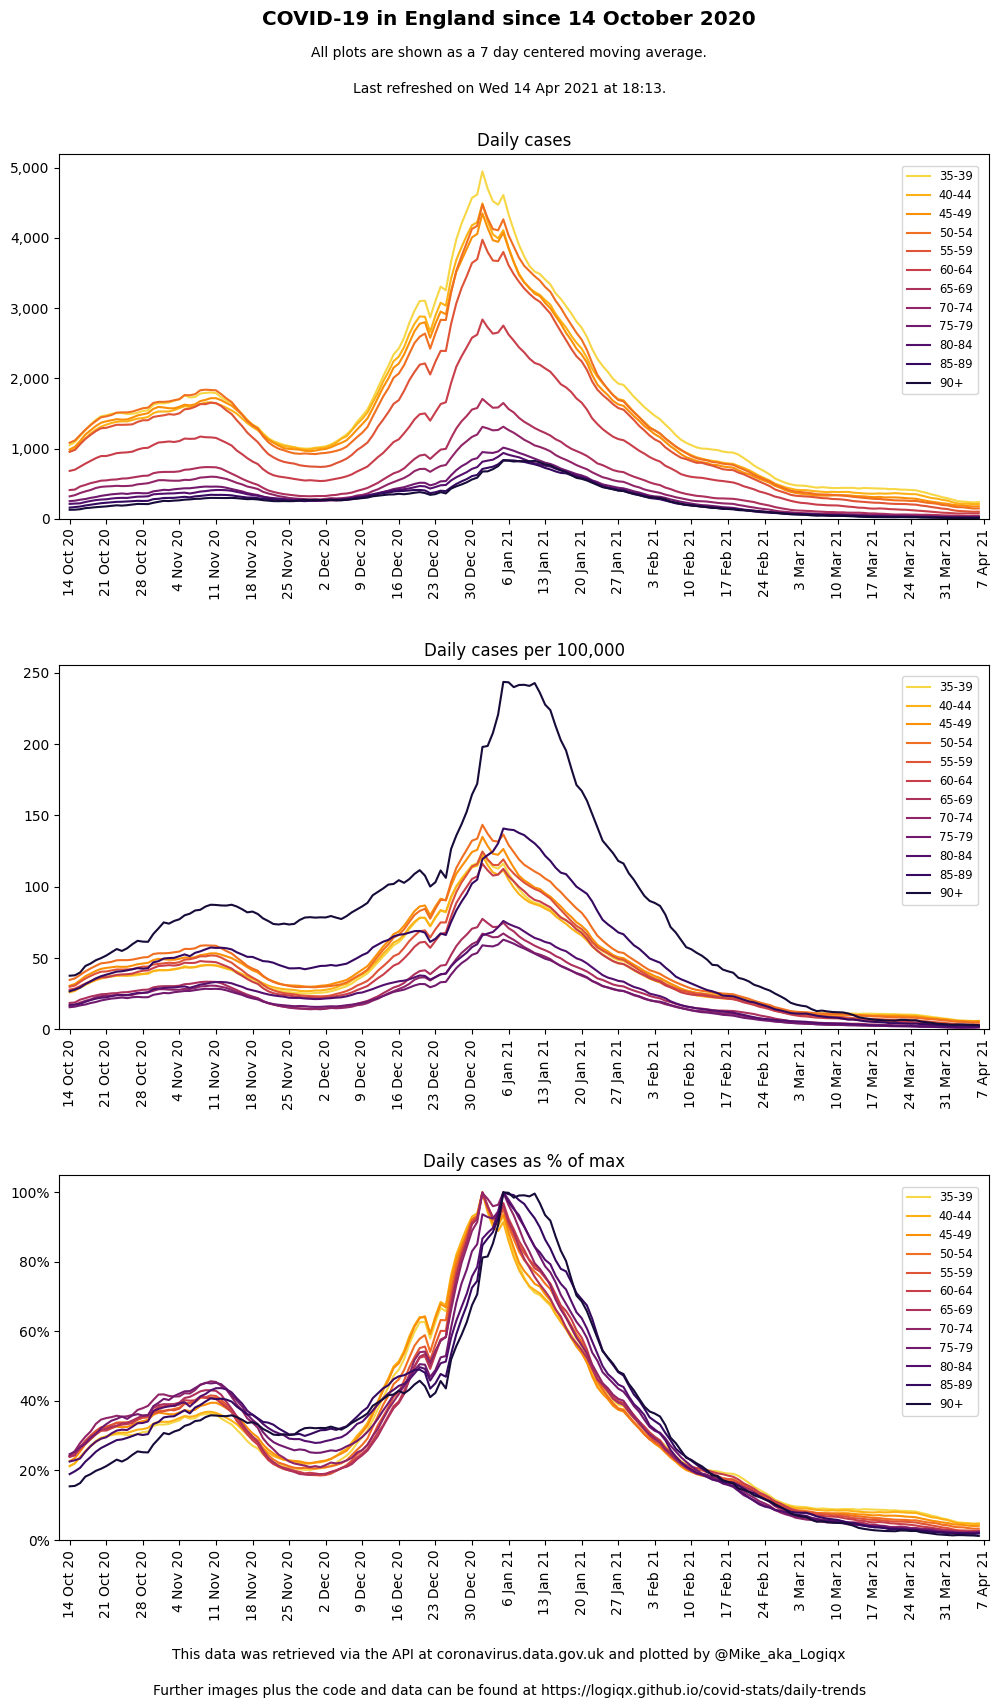 COVID-19 in England since 14 October 2020
All plots are shown as a 7 day centered moving average.
Last refreshed on Wed 14 Apr 2021 at 18:13.
Daily cases
5,000
4,000
3,000
2,000
1,000
0
35-39
40-44
45-49
50-54
55-59
60-64
65-69
70-74
75-79
80-84
85-89
90+
14 Oct 20
21 Oct 20
28 Oct 20
4 Nov 20
11 Nov 20
18 Nov 20
25 Nov 20
2 Dec 20
9 Dec 20
16 Dec 20
23 Dec 20
30 Dec 20
6 Jan 21
13 Jan 21
20 Jan 21
27 Jan 21
3 Feb 21
10 Feb 21
17 Feb 21
24 Feb 21
3 Mar 21
10 Mar 21
17 Mar 21
24 Mar 21
31 Mar 21
7 Apr 21
Daily cases per 100,000
250
200
150
100
50
0
35-39
40-44
45-49
50-54
55-59
60-64
65-69
70-74
75-79
80-84
85-89
90+
14 Oct 20
21 Oct 20
28 Oct 20
4 Nov 20
11 Nov 20
18 Nov 20
25 Nov 20
2 Dec 20
9 Dec 20
16 Dec 20
23 Dec 20
30 Dec 20
6 Jan 21
13 Jan 21
20 Jan 21
27 Jan 21
3 Feb 21
10 Feb 21
17 Feb 21
24 Feb 21
3 Mar 21
10 Mar 21
17 Mar 21
24 Mar 21
31 Mar 21
7 Apr 21
Daily cases as % of max
100%
80%
60%
40%
20%
0%
35-39
40-44
45-49
50-54
55-59
60-64
65-69
70-74
75-79
80-84
85-89
90+
14 Oct 20
21 Oct 20
28 Oct 20
4 Nov 20
11 Nov 20
18 Nov 20
25 Nov 20
2 Dec 20
9 Dec 20
16 Dec 20
23 Dec 20
30 Dec 20
6 Jan 21
13 Jan 21
20 Jan 21
27 Jan 21
3 Feb 21
10 Feb 21
17 Feb 21
24 Feb 21
3 Mar 21
10 Mar 21
17 Mar 21
24 Mar 21
31 Mar 21
7 Apr 21
This data was retrieved via the API at coronavirus.data.gov.uk and plotted by @Mike_aka_Logiqx
Further images plus the code and data can be found at https://logiqx.github.io/covid-stats/daily-trends